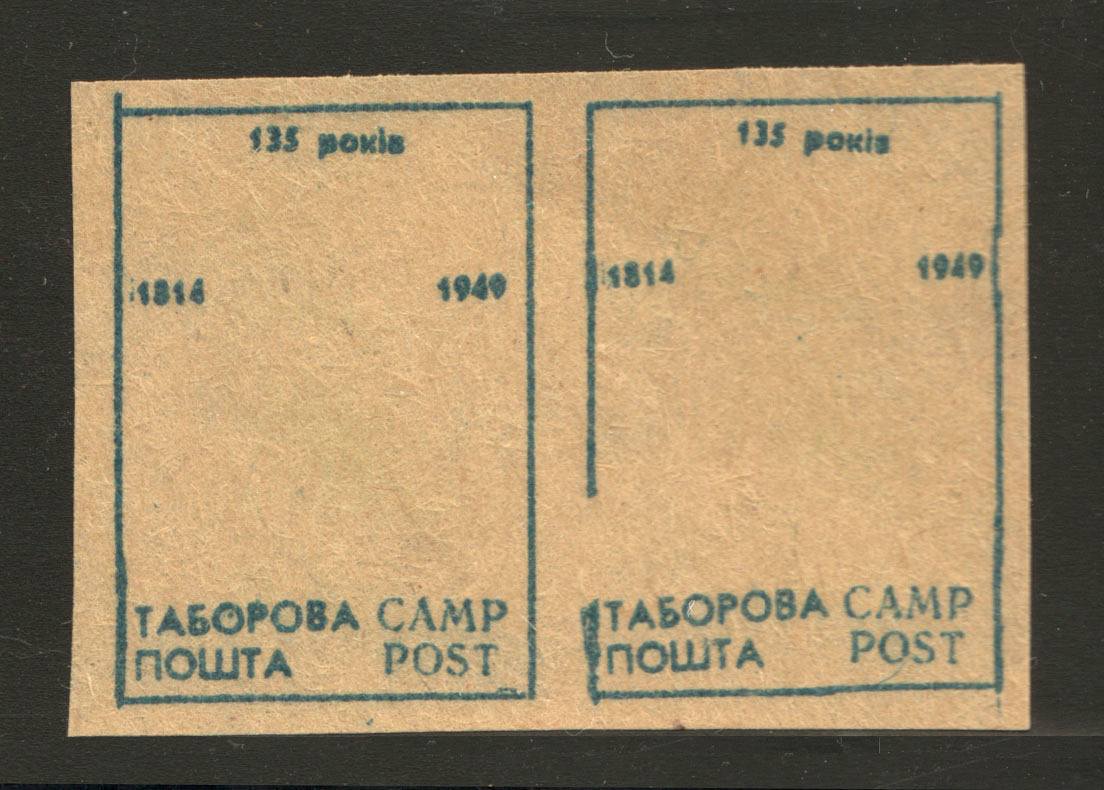 135 років
1814 1949
ТАБОРОВА CAMP
ПОШТА POST
135 років
1814 1949
ТАБОРОВА CAMP
ПОШТА POST